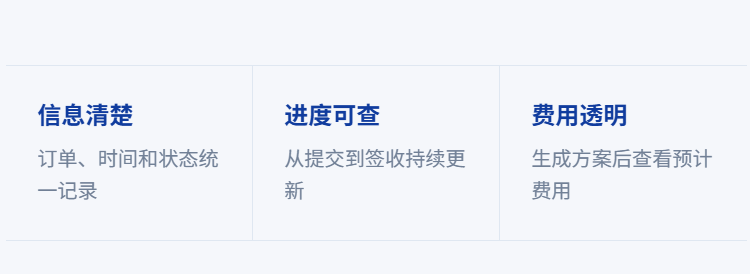 信息清楚
订单、时间和状态统
一记录
进度可查
从提交到签收持续更
新
费用透明
生成方案后查看预计
费用